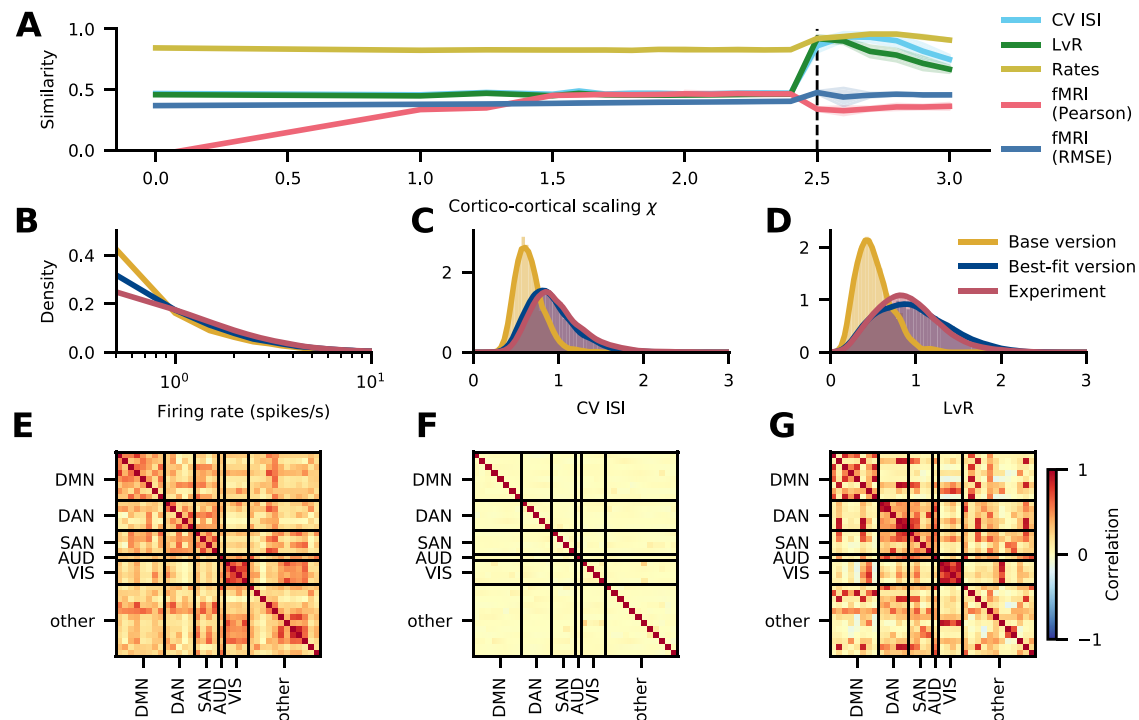 A
Similarity
1.0
0.5
0.0
0.0
0.5
1.0
1.5
2.0
2.5
3.0
Cortico-cortical scaling χ
CV ISI
LvR
Rates
fMRI
(Pearson)
fMRI
(RMSE)
B
Density
0.4
0.2
0.0
10⁰
10¹
Firing rate (spikes/s)
C
2
0
0
1
2
3
CV ISI
D
2
1
0
0
1
2
3
LvR
Base version
Best-fit version
Experiment
E
DMN
DAN
SAN
AUD
VIS
other
DMN
DAN
SAN
AUD
VIS
other
F
DMN
DAN
SAN
AUD
VIS
other
DMN
DAN
SAN
AUD
VIS
other
G
DMN
DAN
SAN
AUD
VIS
other
DMN
DAN
SAN
AUD
VIS
other
1
0
−1
Correlation